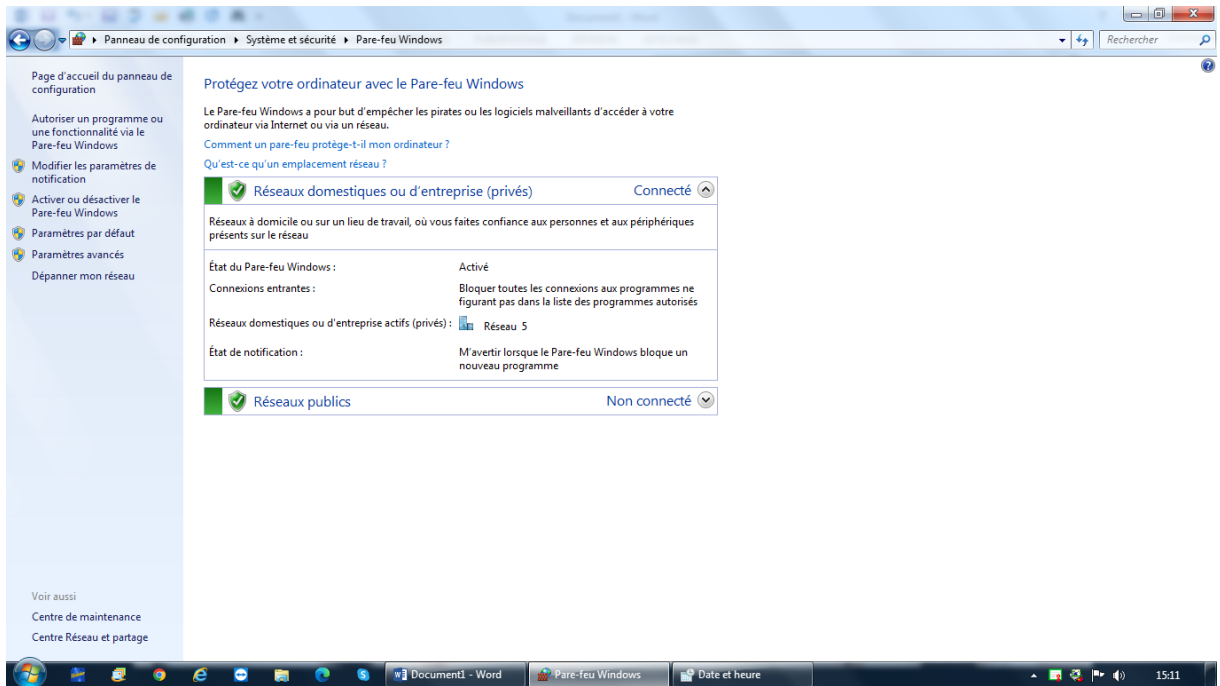 Panneau de configuration Système et sécurité Pare-feu Windows
Rechercher
Page d'accueil du panneau de
configuration
Autoriser un programme ou
une fonctionnalité via le
Pare-feu Windows
Modifier les paramètres de
notification
Activer ou désactiver le
Pare-feu Windows
Paramètres par défaut
Paramètres avancés
Dépanner mon réseau
Voir aussi
Centre de maintenance
Centre Réseau et partage
Protégez votre ordinateur avec le Pare-feu Windows
Le Pare-feu Windows a pour but d'empêcher les pirates ou les logiciels malveillants d'accéder à votre
ordinateur via Internet ou via un réseau.
Comment un pare-feu protège-t-il mon ordinateur ?
Qu'est-ce qu'un emplacement réseau ?
Réseaux domestiques ou d'entreprise (privés) Connecté
Réseaux à domicile ou sur un lieu de travail, où vous faites confiance aux personnes et aux périphériques
présents sur le réseau
État du Pare-feu Windows : Activé
Connexions entrantes : Bloquer toutes les connexions aux programmes ne
figurant pas dans la liste des programmes autorisés
Réseaux domestiques ou d'entreprise actifs (privés) : Réseau 5
État de notification : M'avertir lorsque le Pare-feu Windows bloque un
nouveau programme
Réseaux publics Non connecté
Document1 - Word Pare-feu Windows Date et heure 15:11